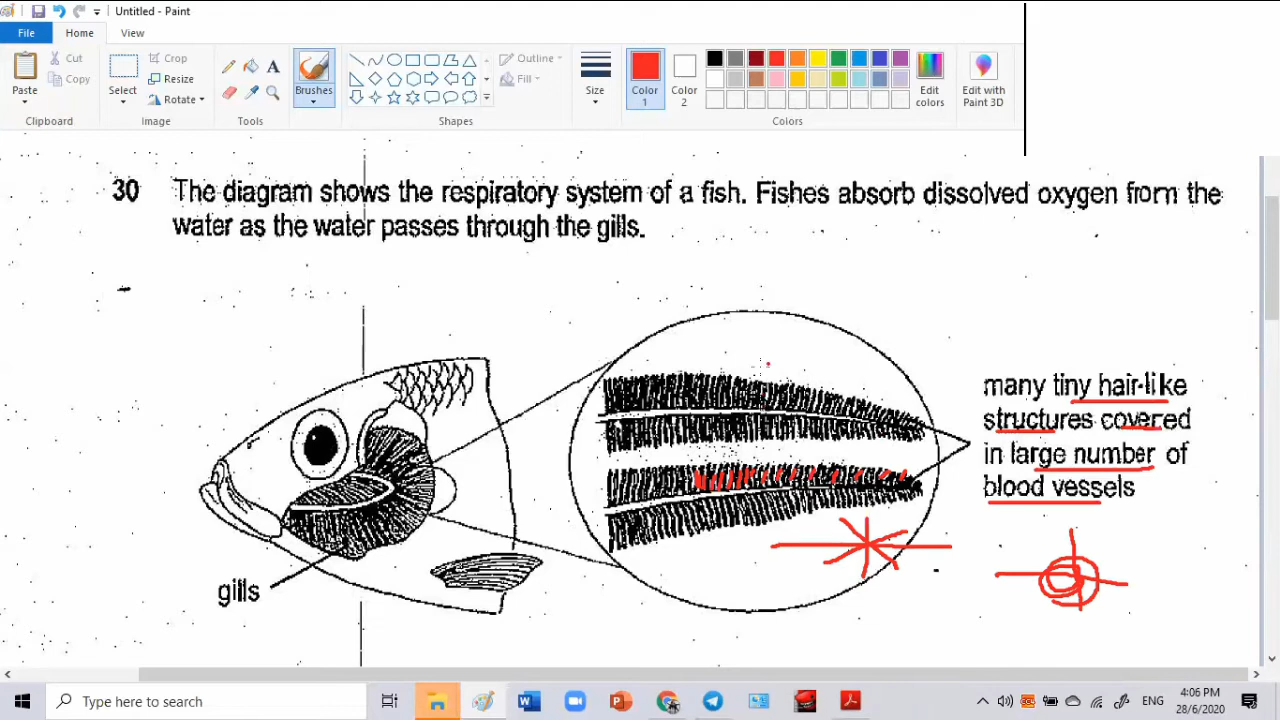 Untitled - Paint
File
Home
View
Paste
Cut
Copy
Clipboard
Select
Crop
Resize
Rotate
Image
Tools
Brushes
Shapes
Outline
Fill
Size
Color 1
Color 2
Colors
Edit colors
Edit with Paint 3D
30 The diagram shows the respiratory system of a fish. Fishes absorb dissolved oxygen from the
water as the water passes through the gills.
many tiny hair-like
structures covered
in large number of
blood vessels
gills
Type here to search
ENG
4:06 PM
28/6/2020